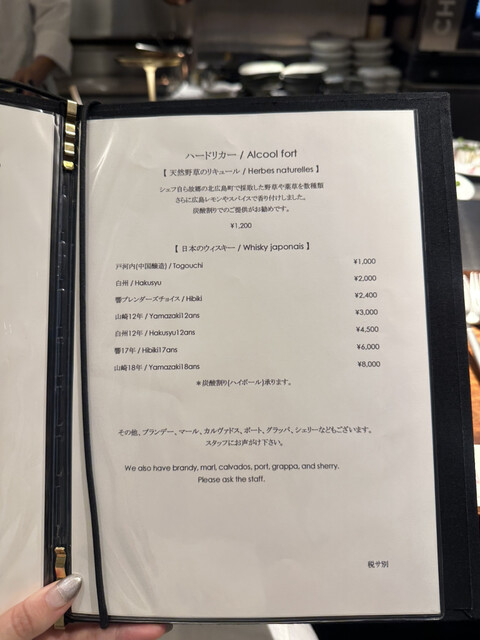 CH
ハードリカー / Alcool fort
【 天然野草のリキュール / Herbes naturelles 】
シェフ自ら故郷の北広島町で採取した野草や薬草を数種類
さらに広島レモンやスパイスで香り付けしました。
炭酸割りでのご提供がお勧めです。
¥1,200
【 日本のウィスキー / Whisky japonais 】
戸河内(中国醸造) / Togouchi ¥1,000
白州 / Hakusyu ¥2,000
響ブレンダーズチョイス / Hibiki ¥2,400
山崎12年 / Yamazaki12ans ¥3,000
白州12年 / Hakusyu12ans ¥4,500
響17年 / Hibiki17ans ¥6,000
山崎18年 / Yamazaki18ans ¥8,000
＊炭酸割り(ハイボール)承ります。
その他、ブランデー、マール、カルヴァドス、ポート、グラッパ、シェリーなどもございます。
スタッフにお声がけ下さい。
We also have brandy, marl, calvados, port, grappa, and sherry.
Please ask the staff.
税サ別